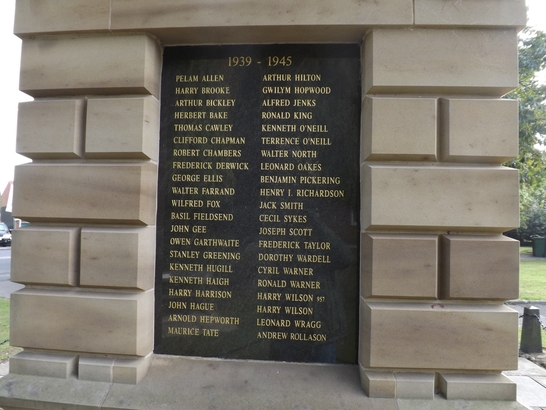 1939 - 1945
PELAM ALLEN
HARRY BROOKE
ARTHUR BICKLEY
HERBERT BAKE
THOMAS CAWLEY
CLIFFORD CHAPMAN
ROBERT CHAMBERS
FREDERICK DERWICK
GEORGE ELLIS
WALTER FARRAND
WILFRED FOX
BASIL FIELDSEND
JOHN GEE
OWEN GARTHWAITE
STANLEY GREENING
KENNETH HUGILL
KENNETH HAIGH
HARRY HARRISON
JOHN HAGUE
ARNOLD HEPWORTH
MAURICE TATE
ARTHUR HILTON
GWILYM HOPWOOD
ALFRED JENKS
RONALD KING
KENNETH O'NEILL
TERRENCE O'NEILL
WALTER NORTH
LEONARD OAKES
BENJAMIN PICKERING
HENRY I. RICHARDSON
JACK SMITH
CECIL SYKES
JOSEPH SCOTT
FREDERICK TAYLOR
DOROTHY WARDELL
CYRIL WARNER
RONALD WARNER
HARRY WILSON 957
HARRY WILSON
LEONARD WRAGG
ANDREW ROLLASON